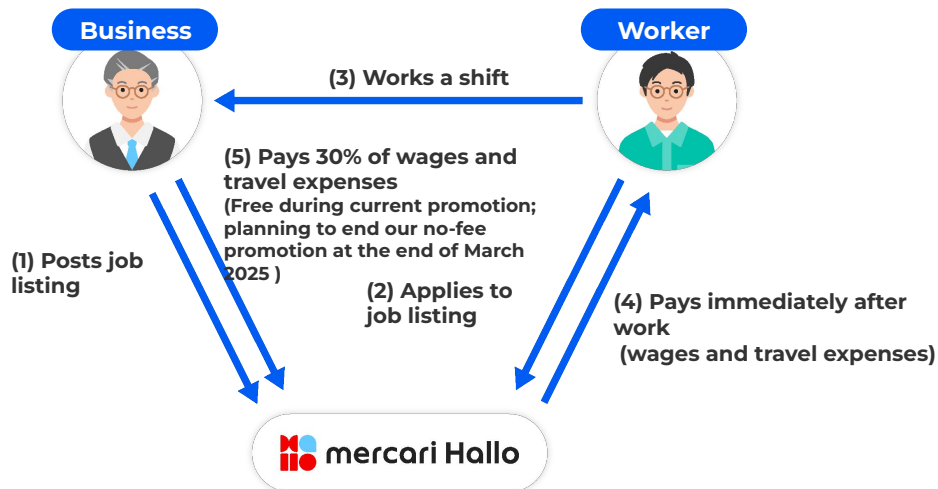 Business
Worker
(3) Works a shift
(5) Pays 30% of wages and
travel expenses
(Free during current promotion;
planning to end our no-fee
promotion at the end of March
2025 )
(1) Posts job
listing
(2) Applies to
job listing
(4) Pays immediately after
work
(wages and travel expenses)
mercari Hallo